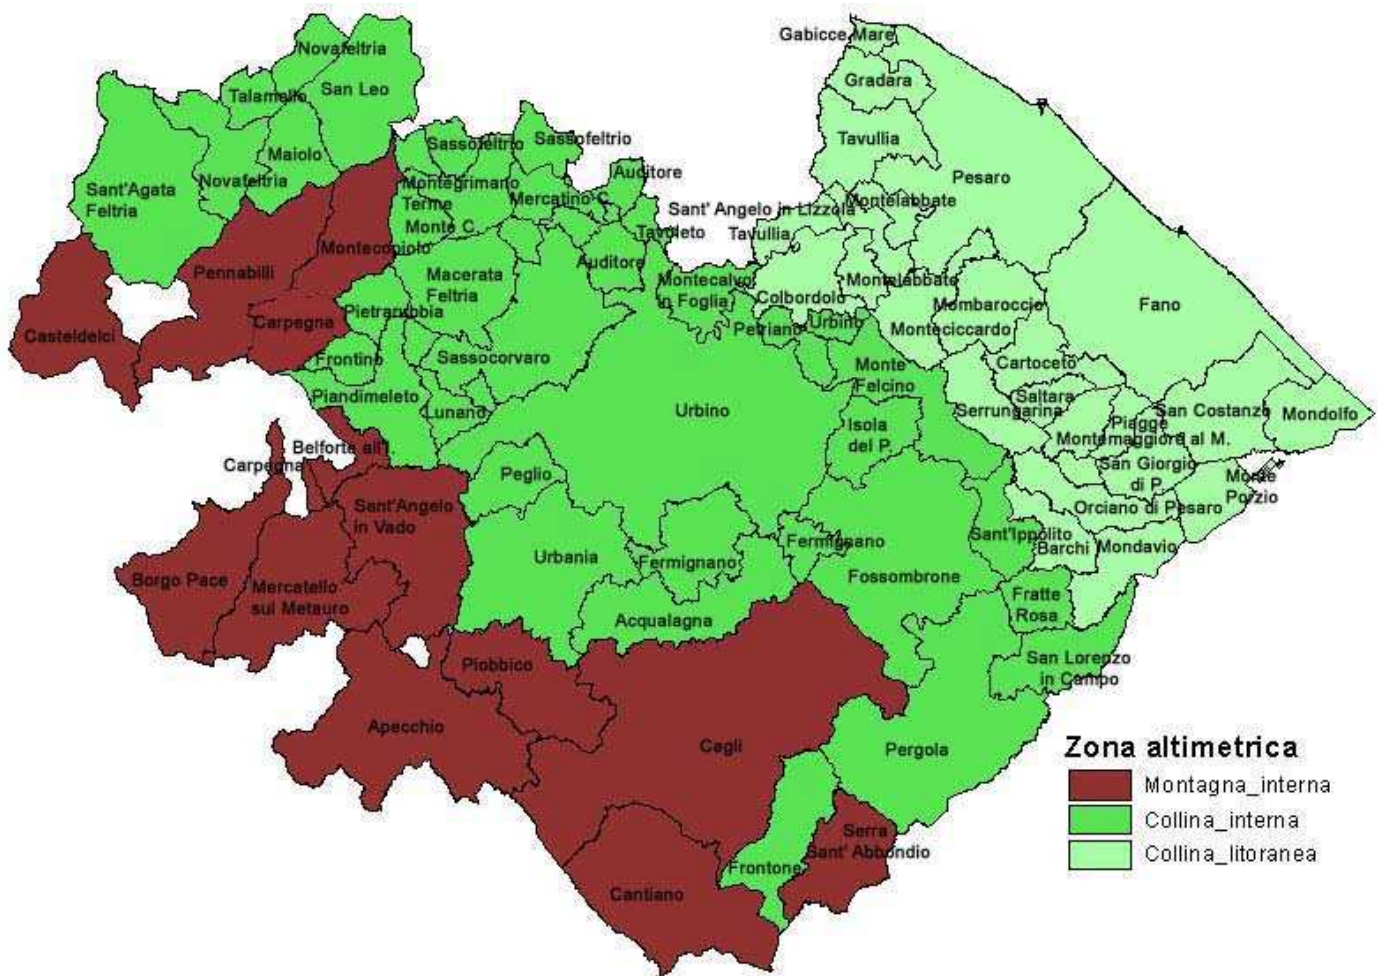 Gabicce Mare
Novafeltria
Gradara
San Leo
Talamello
Tavullia
Sassofeltrio
Sassofeltrio
Maiolo
Auditore
Pesaro
Novafeltria
Montegrimano
Terme
Mercatino C.
Sant'Agata
Feltria
Montelabbate
Sant' Angelo in Lizzola
Monte C.
Tavoleto
Tavullia
Montecopiolo
Auditore
Pennabilli
Macerata
Feltria
Montecalvo
in Foglia
Montelabbate
Colbordolo
Mombaroccio
Fano
Pietrarubbia
Carpegna
Petriano
Urbino
Monteciccardo
Casteldelci
Frontino
Sassocorvaro
Monte
Felcino
Cartoceto
Piandimeleto
Lunano
Urbino
Saltara
Serrungarina
San Costanzo
Mondolfo
Isola
del P.
Piagge
Montemaggiore al M.
Belforte all'I.
Carpegna
Peglio
San Giorgio
di P.
Monte
Porzio
Sant'Angelo
in Vado
Orciano di Pesaro
Sant'Ippolito
Fermignano
Barchi
Mondavio
Urbania
Fermignano
Borgo Pace
Mercatello
sul Metauro
Fossombrone
Fratte
Rosa
Acqualagna
Piobbico
San Lorenzo
in Campo
Apecchio
Cagli
Pergola
Zona altimetrica
Montagna_interna
Collina_interna
Collina_litoranea
Serra
Sant' Abbondio
Frontone
Cantiano